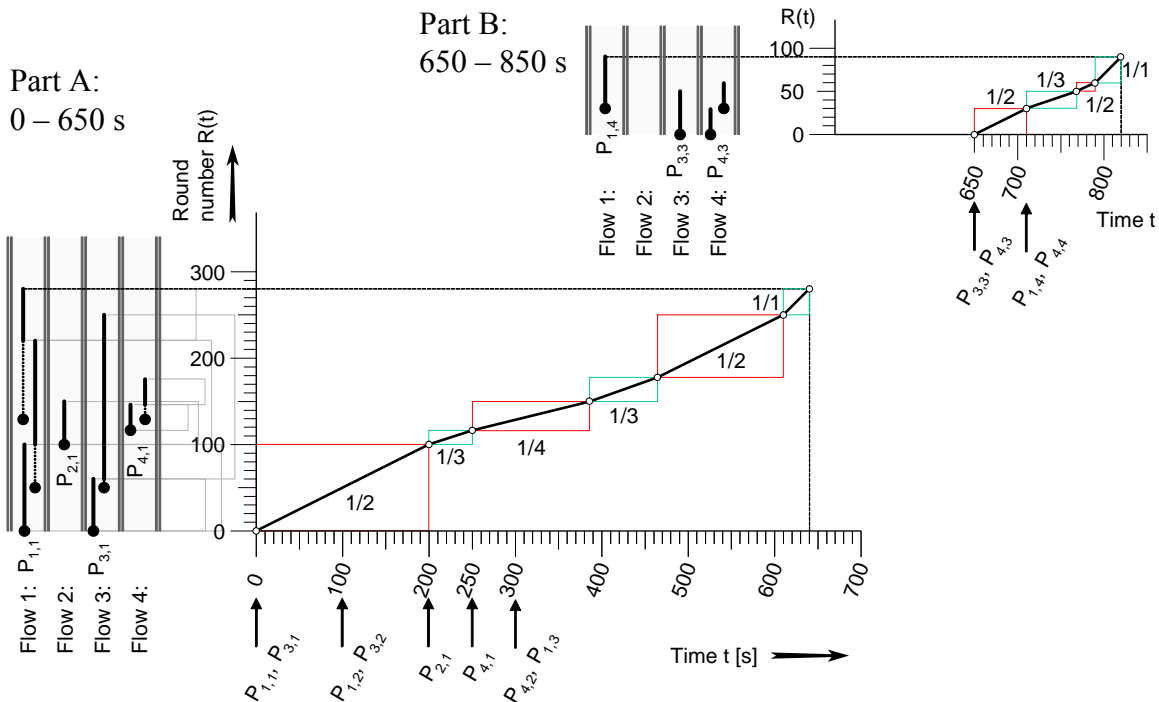 Part A:
0 – 650 s
Part B:
650 – 850 s
R(t)
100
50
0
1/2
1/3
1/2
1/1
650
700
800
Time t
P3,3, P4,3
P1,4, P4,4
P1,4
P3,3
P4,3
Flow 1:
Flow 2:
Flow 3:
Flow 4:
Round
number R(t)
300
200
100
0
1/2
1/3
1/4
1/3
1/2
1/1
0
100
200
250
300
400
500
600
700
P1,1, P3,1
P1,2, P3,2
P2,1
P4,1
P4,2, P1,3
Time t [s]
P1,1
P2,1
P3,1
P4,1
Flow 1:
Flow 2:
Flow 3:
Flow 4: